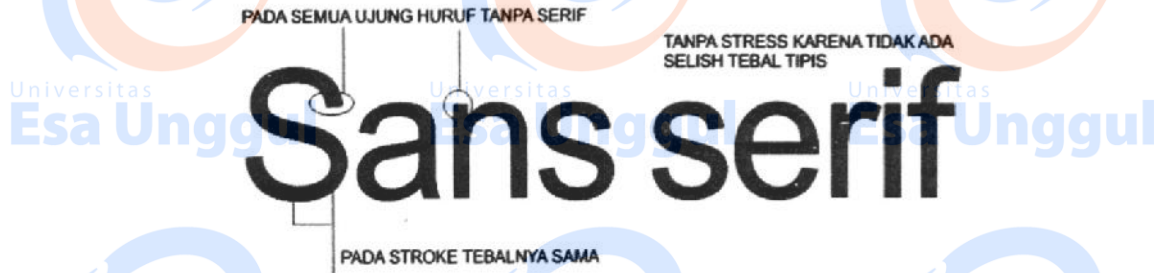 PADA SEMUA UJUNG HURUF TANPA SERIF
TANPA STRESS KARENA TIDAK ADA
SELISH TEBAL TIPIS
Universitas
Esa Unggul
Universitas
Esa Unggul
Universitas
Esa Unggul
Sans serif
PADA STROKE TEBALNYA SAMA